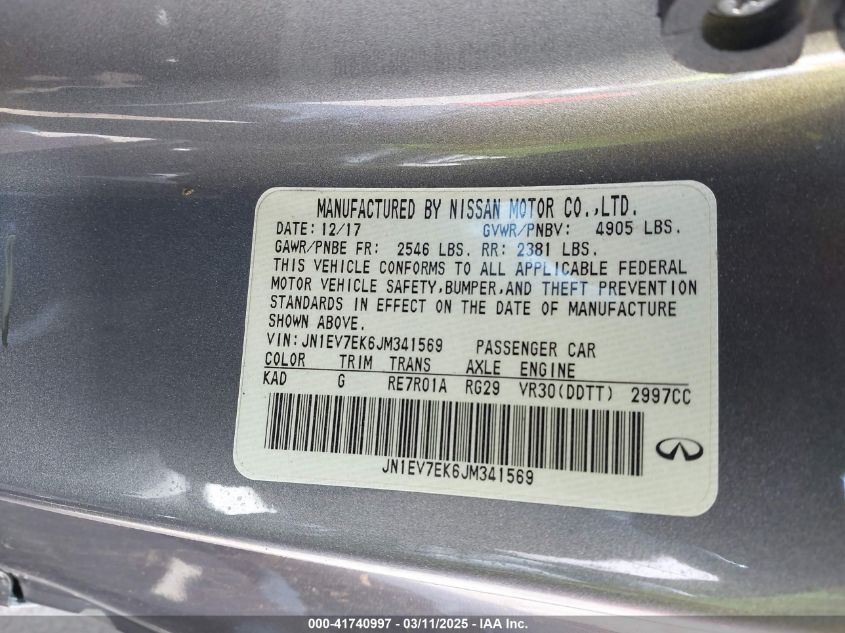 MANUFACTURED BY NISSAN MOTOR CO.,LTD.
DATE: 12/17 GVWR/PNBV: 4905 LBS.
GAWR/PNBE FR: 2546 LBS. RR: 2381 LBS.
THIS VEHICLE CONFORMS TO ALL APPLICABLE FEDERAL
MOTOR VEHICLE SAFETY,BUMPER,AND THEFT PREVENTION
STANDARDS IN EFFECT ON THE DATE OF MANUFACTURE
SHOWN ABOVE.
VIN:JN1EV7EK6JM341569 PASSENGER CAR
COLOR TRIM TRANS AXLE ENGINE
KAD G RE7R01A RG29 VR30(DDTT) 2997CC
JN1EV7EK6JM341569
000-41740997 - 03/11/2025 - IAA Holdings, Inc.